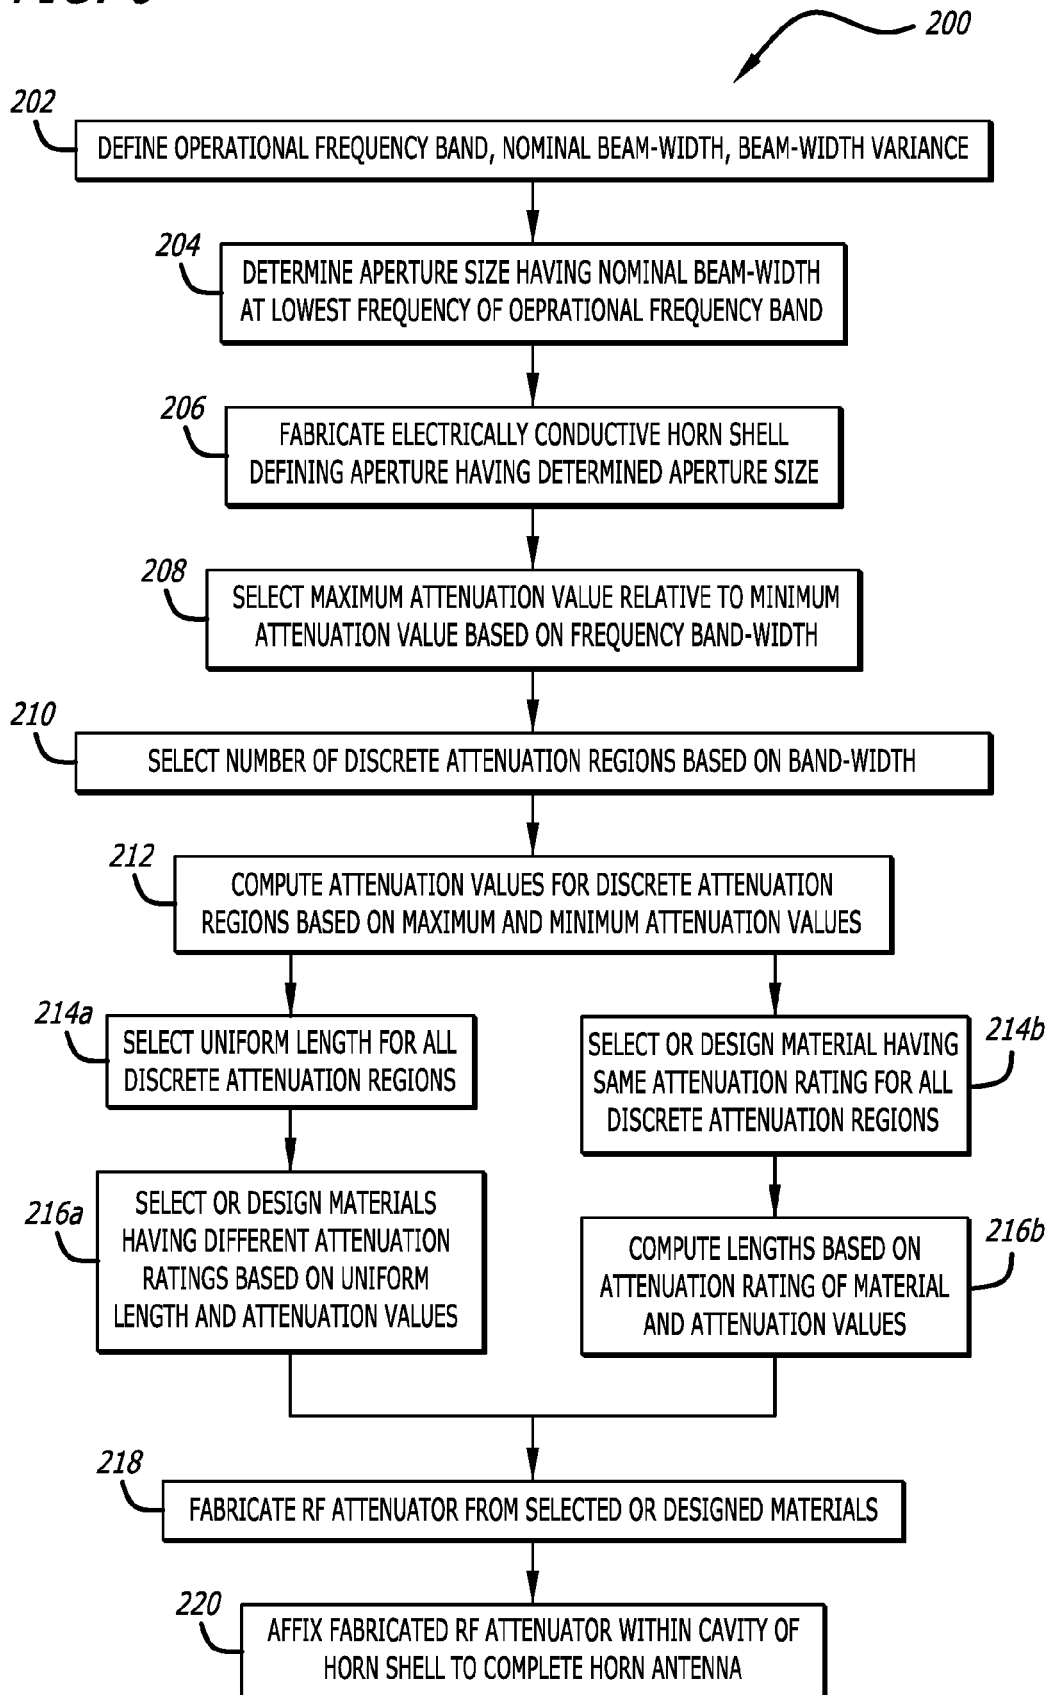 200
202
DEFINE OPERATIONAL FREQUENCY BAND, NOMINAL BEAM-WIDTH, BEAM-WIDTH VARIANCE
204
DETERMINE APERTURE SIZE HAVING NOMINAL BEAM-WIDTH
AT LOWEST FREQUENCY OF OEPRATIONAL FREQUENCY BAND
206
FABRICATE ELECTRICALLY CONDUCTIVE HORN SHELL
DEFINING APERTURE HAVING DETERMINED APERTURE SIZE
208
SELECT MAXIMUM ATTENUATION VALUE RELATIVE TO MINIMUM
ATTENUATION VALUE BASED ON FREQUENCY BAND-WIDTH
210
SELECT NUMBER OF DISCRETE ATTENUATION REGIONS BASED ON BAND-WIDTH
212
COMPUTE ATTENUATION VALUES FOR DISCRETE ATTENUATION
REGIONS BASED ON MAXIMUM AND MINIMUM ATTENUATION VALUES
214a
SELECT UNIFORM LENGTH FOR ALL
DISCRETE ATTENUATION REGIONS
214b
SELECT OR DESIGN MATERIAL HAVING
SAME ATTENUATION RATING FOR ALL
DISCRETE ATTENUATION REGIONS
216a
SELECT OR DESIGN MATERIALS
HAVING DIFFERENT ATTENUATION
RATINGS BASED ON UNIFORM
LENGTH AND ATTENUATION VALUES
216b
COMPUTE LENGTHS BASED ON
ATTENUATION RATING OF MATERIAL
AND ATTENUATION VALUES
218
FABRICATE RF ATTENUATOR FROM SELECTED OR DESIGNED MATERIALS
220
AFFIX FABRICATED RF ATTENUATOR WITHIN CAVITY OF
HORN SHELL TO COMPLETE HORN ANTENNA